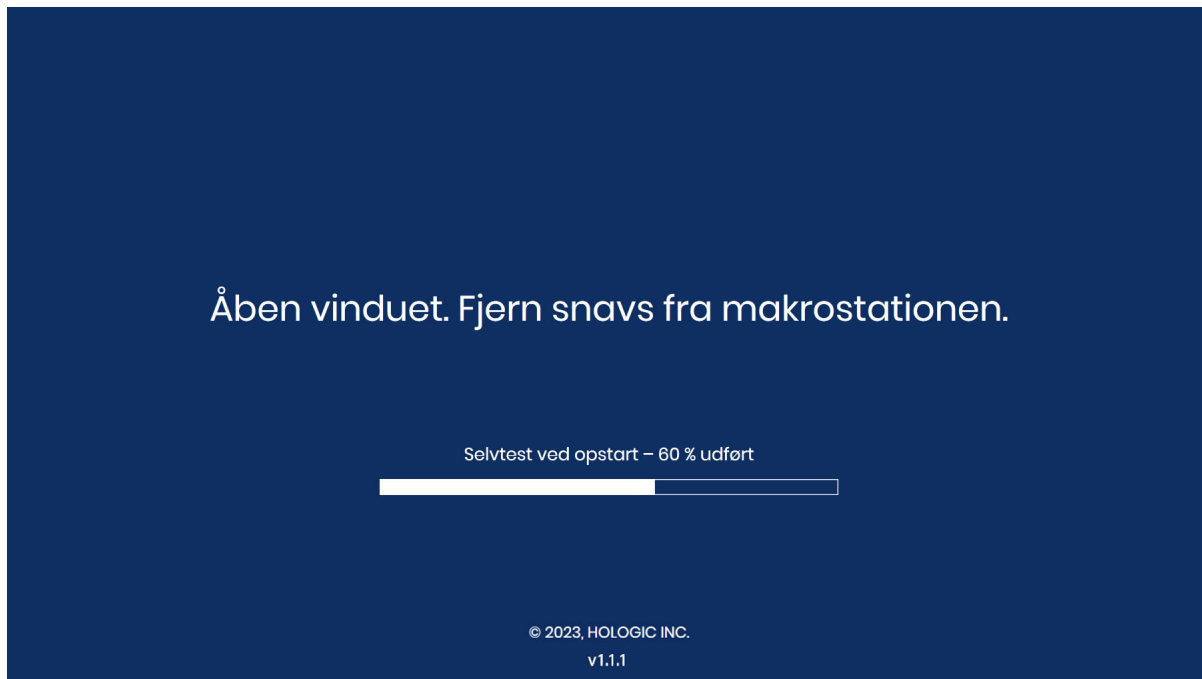 Åben vinduet. Fjern snavs fra makrostationen.
Selvtest ved opstart – 60 % udført
© 2023, HOLOGIC INC.
v1.1.1